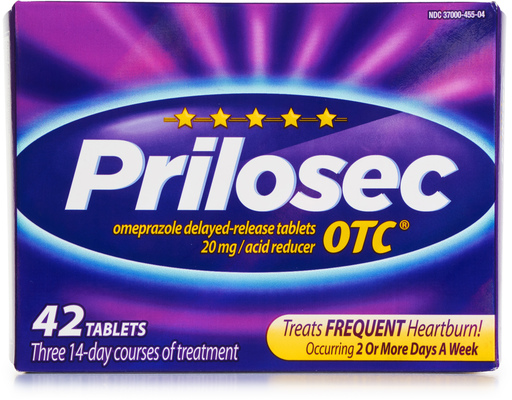 NDC 37000-455-04
Prilosec
omeprazole delayed-release tablets
20 mg / acid reducer
OTC®
42 TABLETS
Three 14-day courses of treatment
Treats FREQUENT Heartburn!
Occurring 2 Or More Days A Week